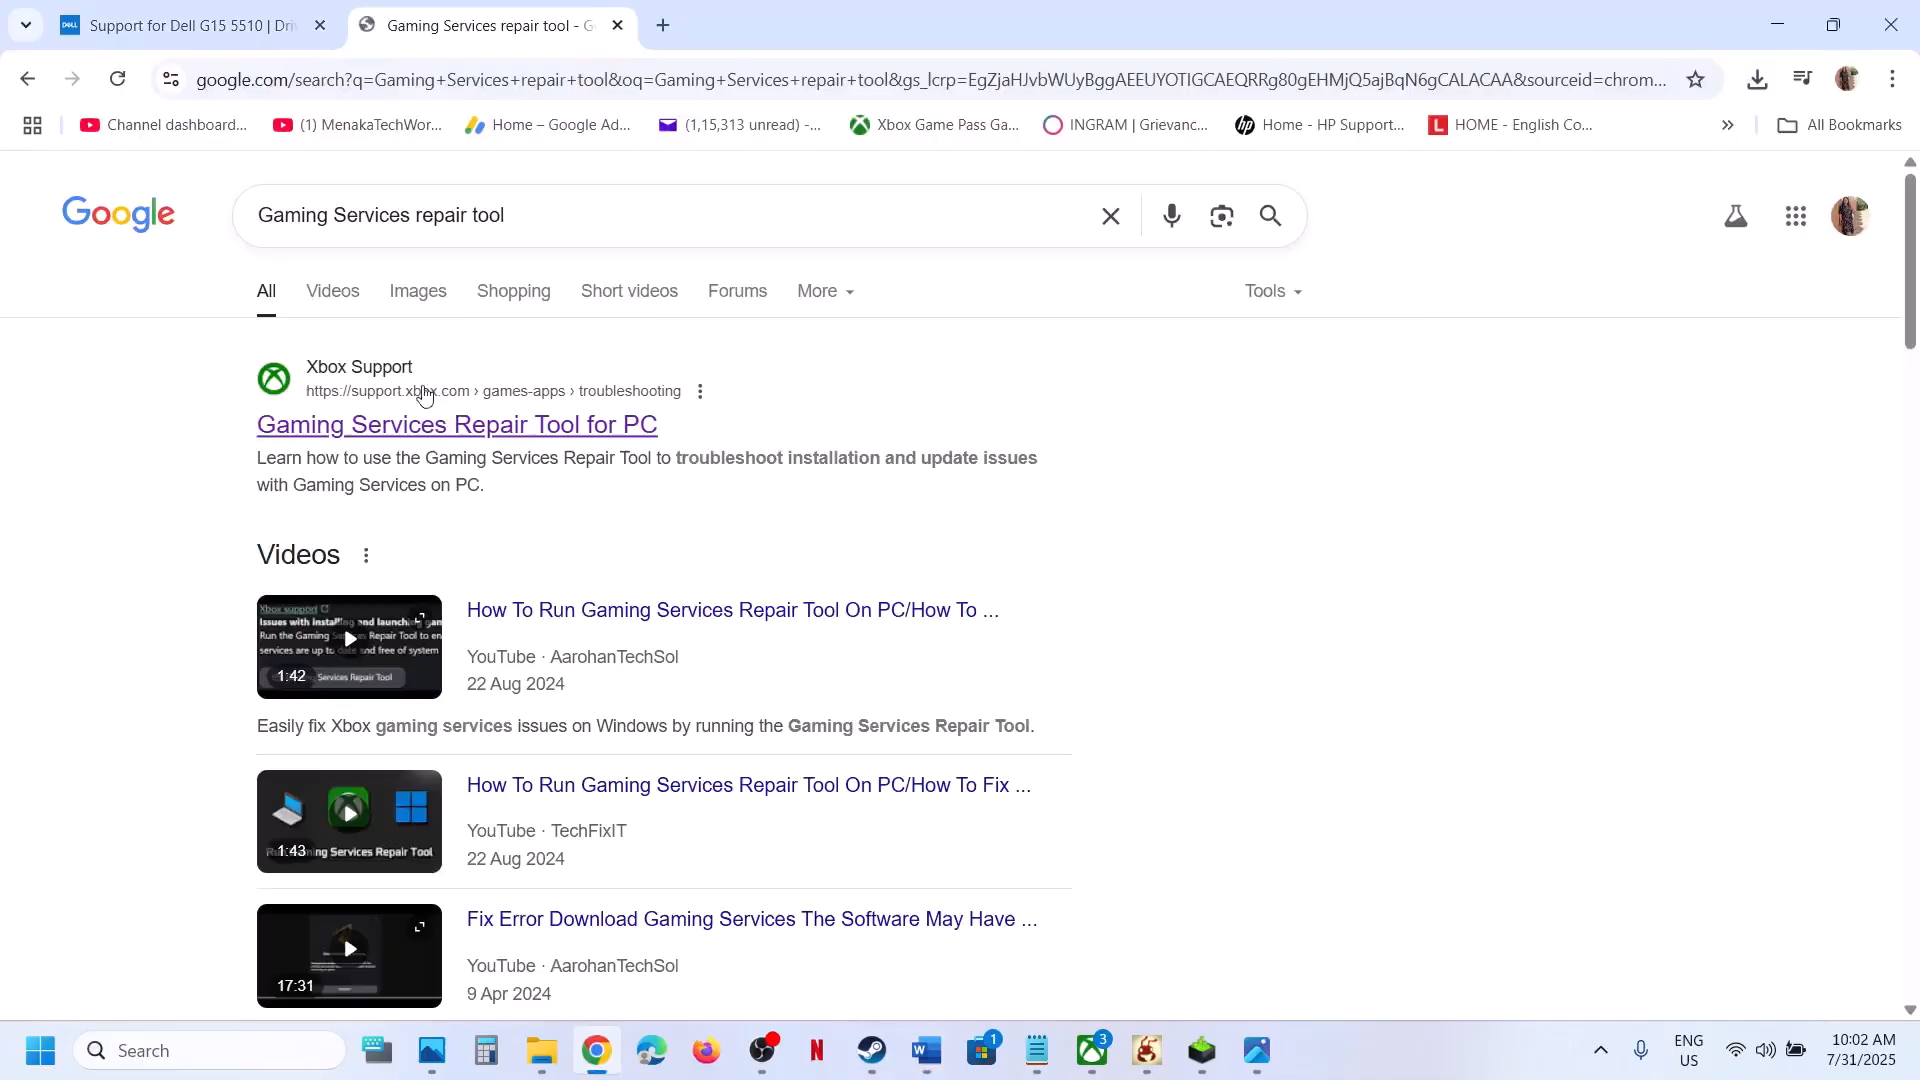 Support for Dell G15 5510 | Dri
Gaming Services repair tool - G
google.com/search?q=Gaming+Services+repair+tool&oq=Gaming+Services+repair+tool&gs_lcrp=EgZjaHJvbWUyBggAEEUYOTIGCAEQRRg80gEHMjQ5ajBqN6gCALACAA&sourceid=chrom...
Channel dashboard...
(1) MenakaTechWor...
Home – Google Ad...
(1,15,313 unread) -...
Xbox Game Pass Ga...
INGRAM | Grievanc...
Home - HP Support...
HOME - English Co...
All Bookmarks
Google
Gaming Services repair tool
All
Videos
Images
Shopping
Short videos
Forums
More
Tools
Xbox Support
https://support.xbox.com › games-apps › troubleshooting
Gaming Services Repair Tool for PC
Learn how to use the Gaming Services Repair Tool to troubleshoot installation and update issues
with Gaming Services on PC.
Videos
Xbox support
Issues with installing and launching gam
Run the Gaming Services Repair Tool to en
services are up to date and free of system
Services Repair Tool
1:42
How To Run Gaming Services Repair Tool On PC/How To ...
YouTube · AarohanTechSol
22 Aug 2024
Easily fix Xbox gaming services issues on Windows by running the Gaming Services Repair Tool.
1:43
ng Services Repair Tool
How To Run Gaming Services Repair Tool On PC/How To Fix ...
YouTube · TechFixIT
22 Aug 2024
17:31
Fix Error Download Gaming Services The Software May Have ...
YouTube · AarohanTechSol
9 Apr 2024
Search
1
3
ENG
US
10:02 AM
7/31/2025